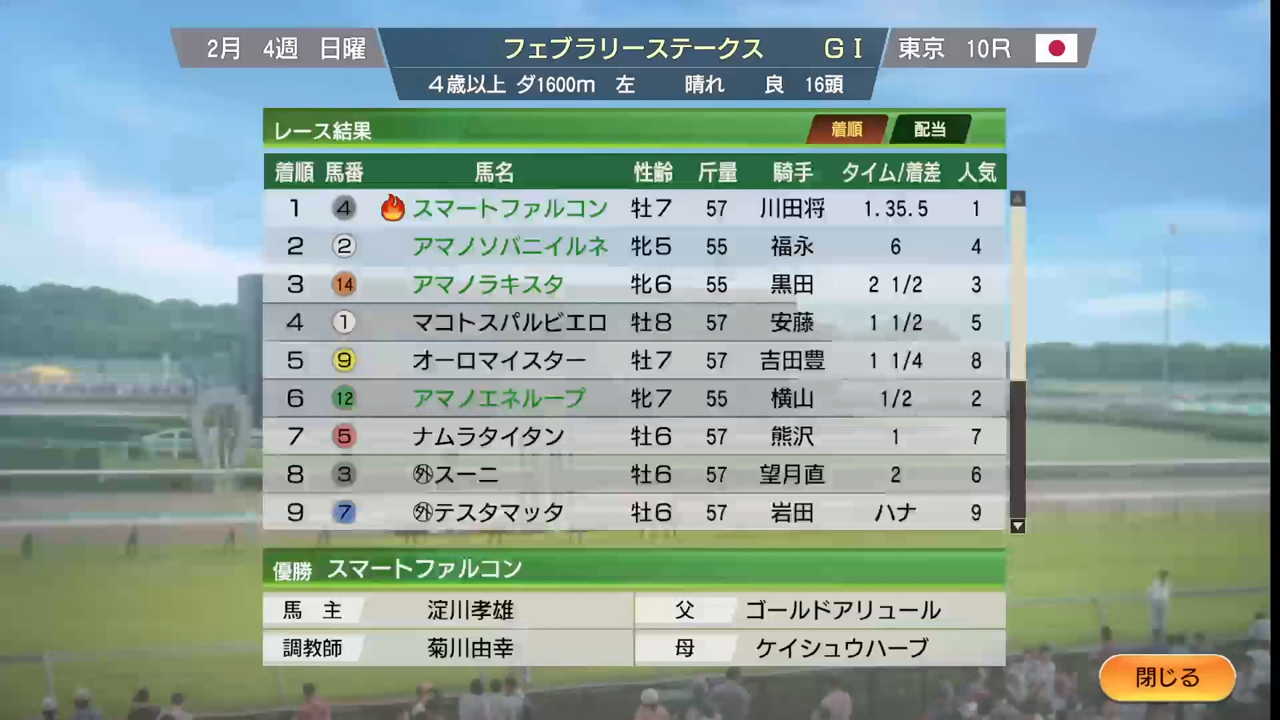 2月 4週 日曜 フェブラリーステークス GⅠ 東京 10R
4歳以上 ダ1600m 左 晴れ 良 16頭
レース結果 着順 配当
着順 馬番 馬名 性齢 斤量 騎手 タイム/着差 人気
1 4 スマートファルコン 牡7 57 川田将 1.35.5 1
2 2 アマノソバニイルネ 牝5 55 福永 6 4
3 14 アマノラキスタ 牝6 55 黒田 2 1/2 3
4 1 マコトスパルビエロ 牡8 57 安藤 1 1/2 5
5 9 オーロマイスター 牡7 57 吉田豊 1 1/4 8
6 12 アマノエネループ 牝7 55 横山 1/2 2
7 5 ナムラタイタン 牡6 57 熊沢 1 7
8 3 ㊕スーニ 牡6 57 望月直 2 6
9 7 ㊕テスタマッタ 牡6 57 岩田 ハナ 9
優勝 スマートファルコン
馬 主 淀川孝雄 父 ゴールドアリュール
調教師 菊川由幸 母 ケイシュウハーブ
閉じる